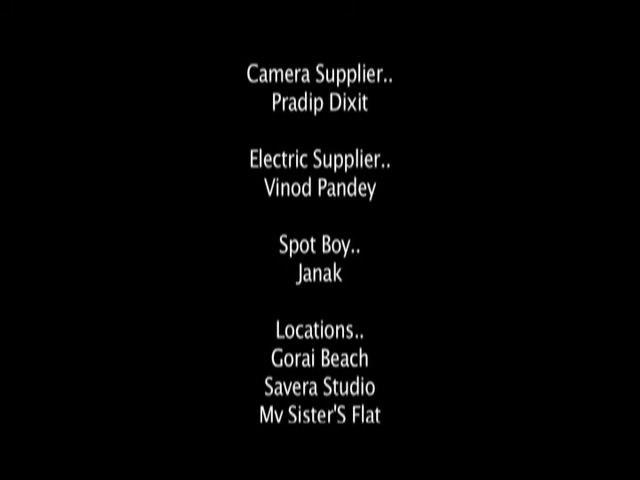 Camera Supplier..
Pradip Dixit
Electric Supplier..
Vinod Pandey
Spot Boy..
Janak
Locations..
Gorai Beach
Savera Studio
My Sister'S Flat